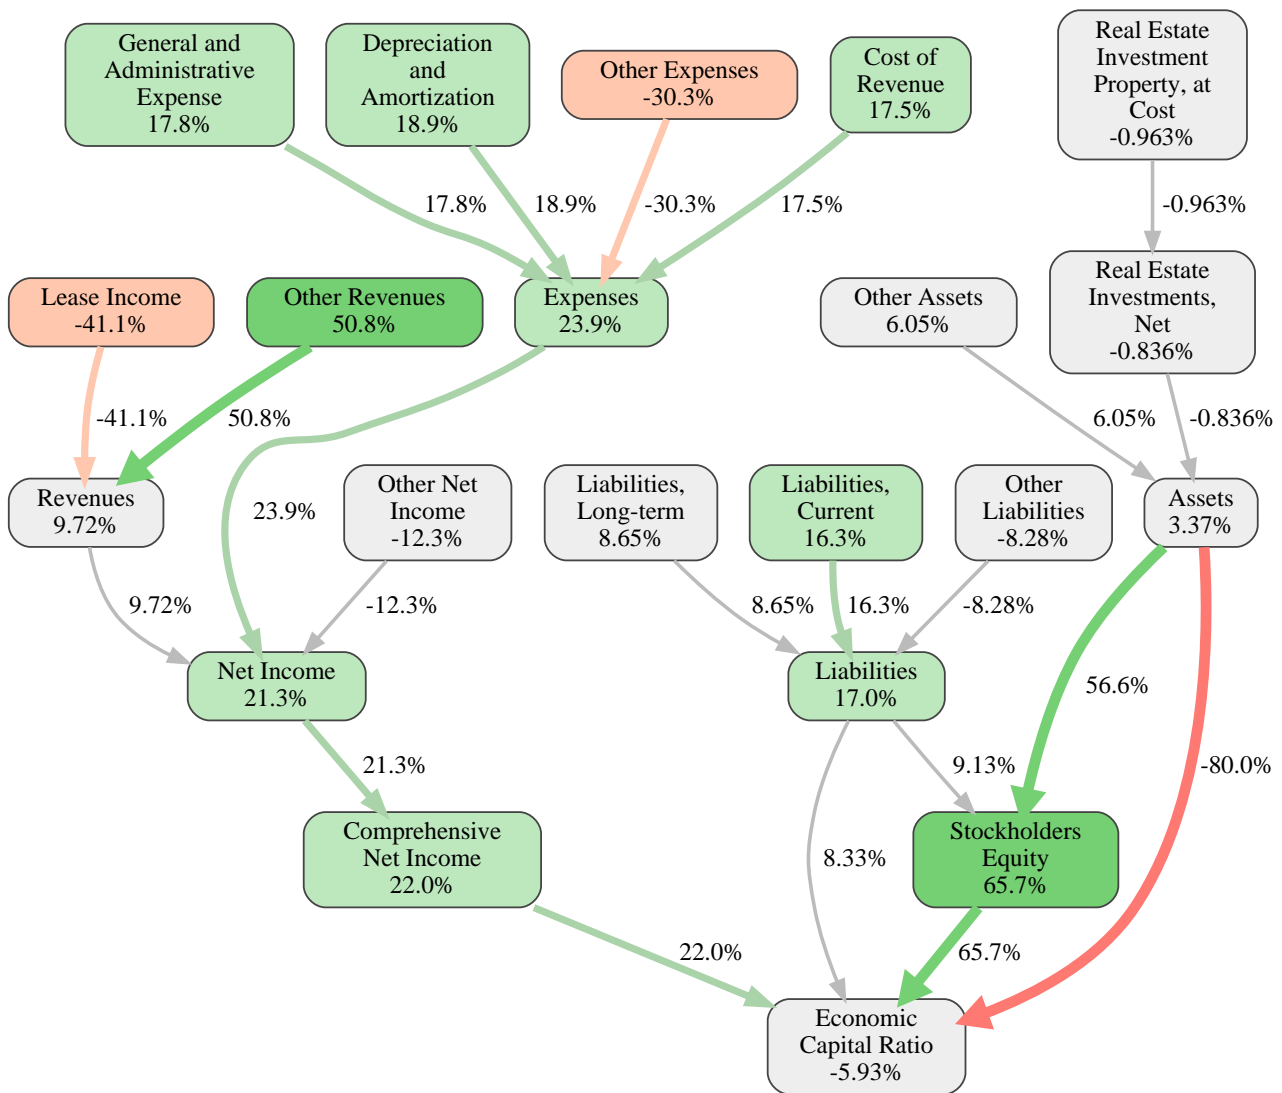 General and
Administrative
Expense
17.8%
Depreciation
and
Amortization
18.9%
Other Expenses
-30.3%
Cost of
Revenue
17.5%
Real Estate
Investment
Property, at
Cost
-0.963%
17.8%
18.9%
-30.3%
17.5%
-0.963%
Lease Income
-41.1%
Other Revenues
50.8%
Expenses
23.9%
Other Assets
6.05%
Real Estate
Investments,
Net
-0.836%
-41.1%
50.8%
6.05%
-0.836%
Revenues
9.72%
23.9%
Other Net
Income
-12.3%
Liabilities,
Long-term
8.65%
Liabilities,
Current
16.3%
Other
Liabilities
-8.28%
Assets
3.37%
9.72%
-12.3%
8.65%
16.3%
-8.28%
Net Income
21.3%
Liabilities
17.0%
56.6%
21.3%
9.13%
-80.0%
Comprehensive
Net Income
22.0%
8.33%
Stockholders
Equity
65.7%
22.0%
65.7%
Economic
Capital Ratio
-5.93%